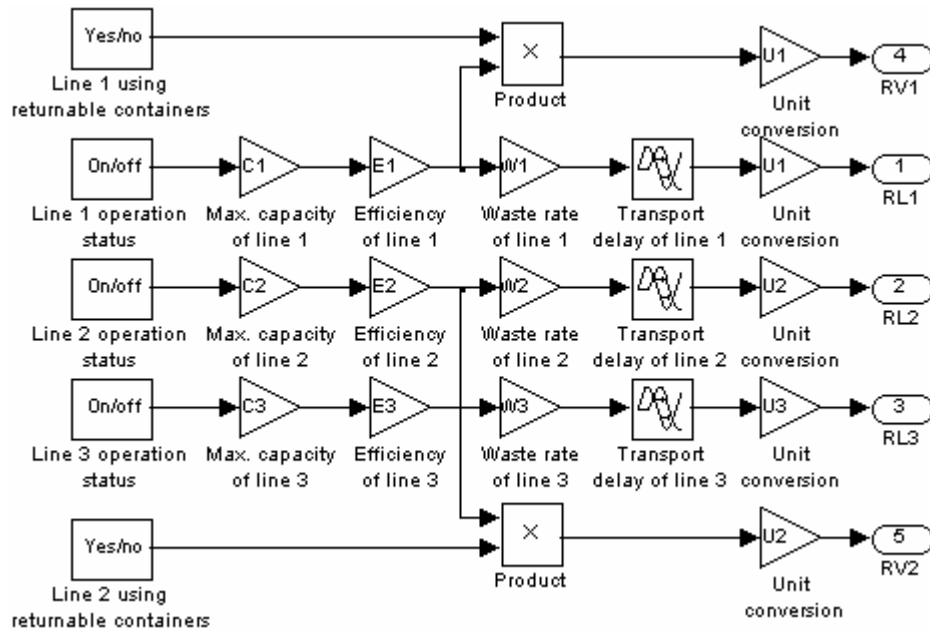 Yes/no
Line 1 using
returnable containers
×
Product
U1
Unit
conversion
4
RV1
On/off
Line 1 operation
status
C1
Max. capacity
of line 1
E1
Efficiency
of line 1
W1
Waste rate
of line 1
Transport
delay of line 1
U1
Unit
conversion
1
RL1
On/off
Line 2 operation
status
C2
Max. capacity
of line 2
E2
Efficiency
of line 2
W2
Waste rate
of line 2
Transport
delay of line 2
U2
Unit
conversion
2
RL2
On/off
Line 3 operation
status
C3
Max. capacity
of line 3
E3
Efficiency
of line 3
W3
Waste rate
of line 3
Transport
delay of line 3
U3
Unit
conversion
3
RL3
Yes/no
Line 2 using
returnable containers
×
Product
U2
Unit
conversion
5
RV2